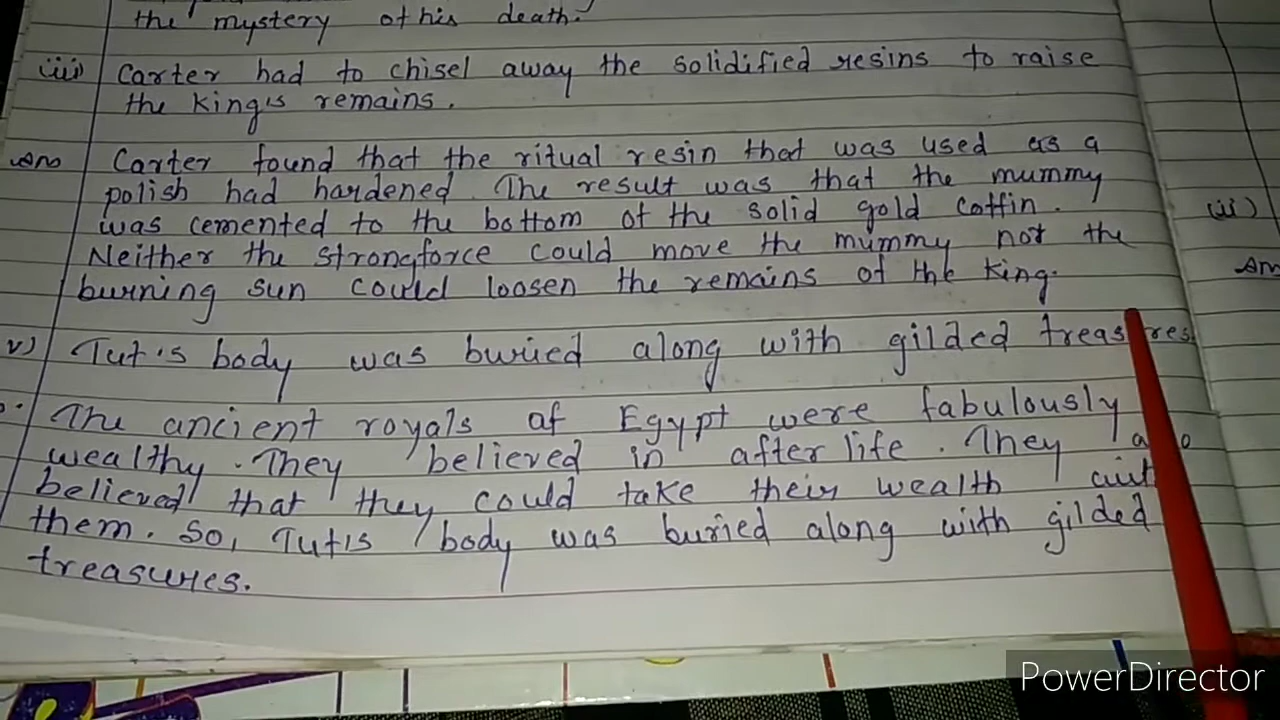 the mystery of his death.
(iii) Carter had to chisel away the solidified resins to raise
the king's remains.
Ans Carter found that the ritual resin that was used as a
polish had hardened. The result was that the mummy
was cemented to the bottom of the solid gold coffin.
Neither the strongforce could move the mummy not the
burning sun could loosen the remains of the king.
v) Tut's body was buried along with gilded treas res.
The ancient royals of Egypt were fabulously
wealthy. They believed in after life. They
believed that they could take their wealth
them. So, Tut's body was buried along with gilded
treasures.
(ii)
Ans
PowerDirector